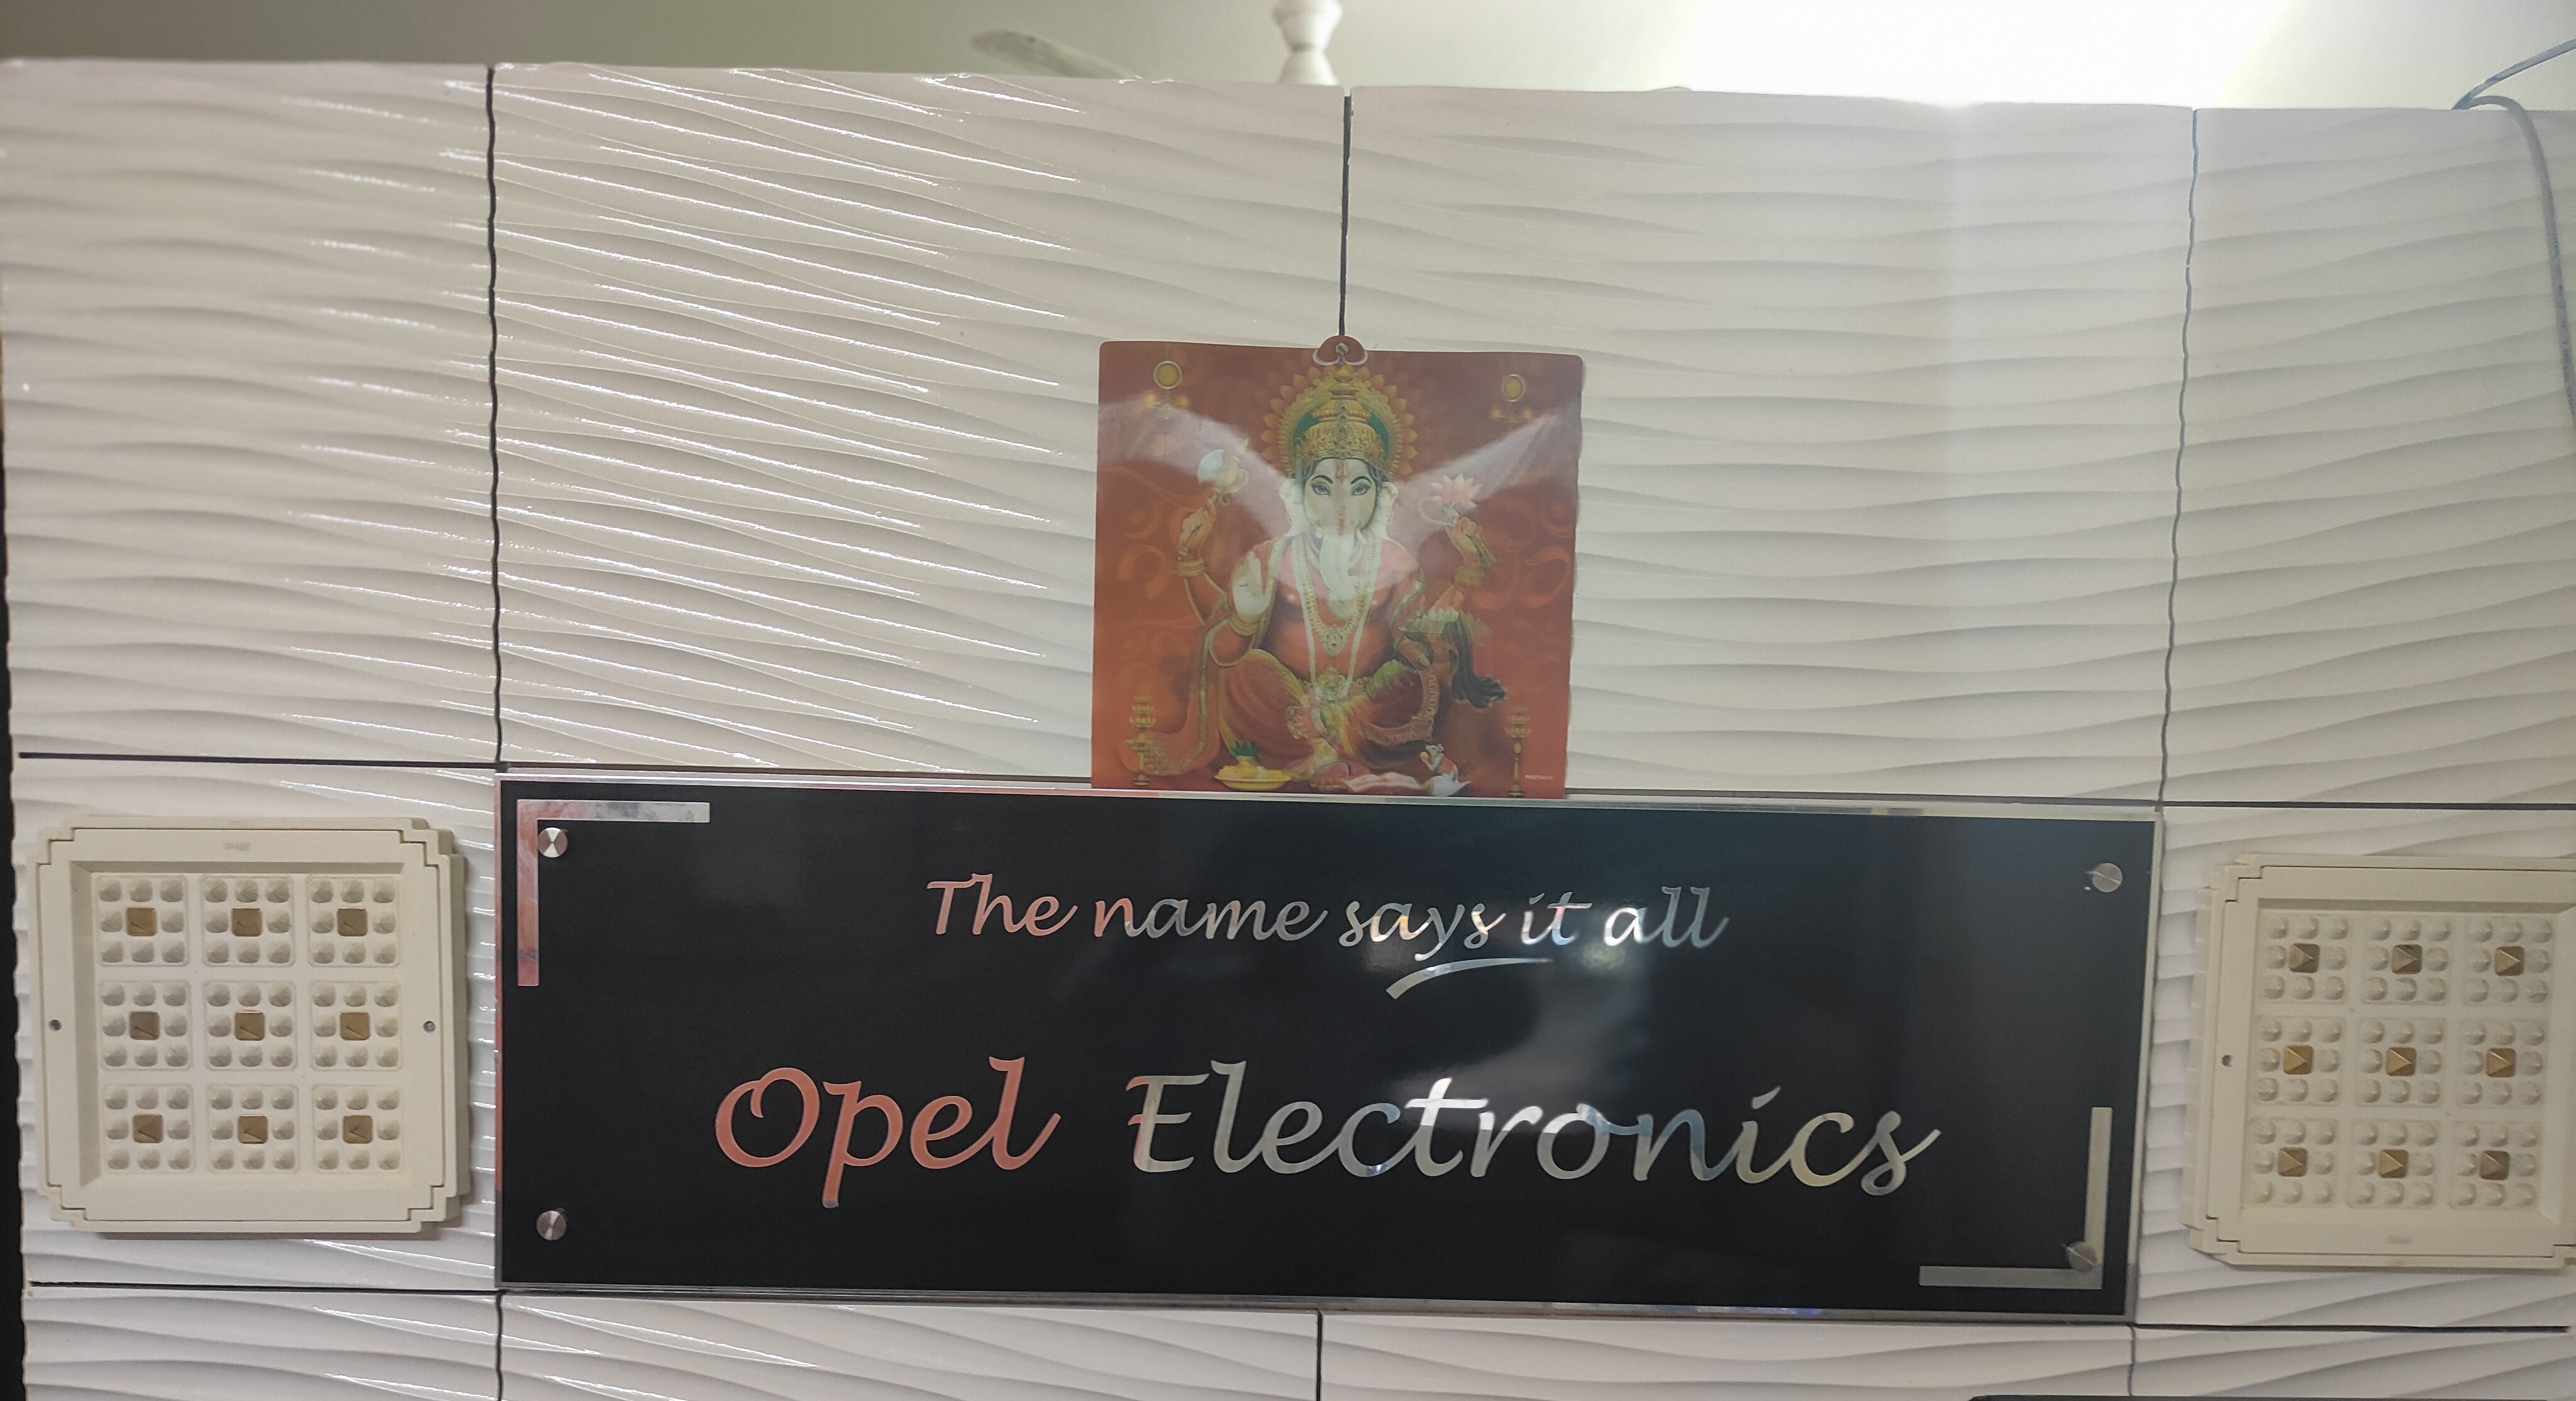 The name says it all
Opel Electronics